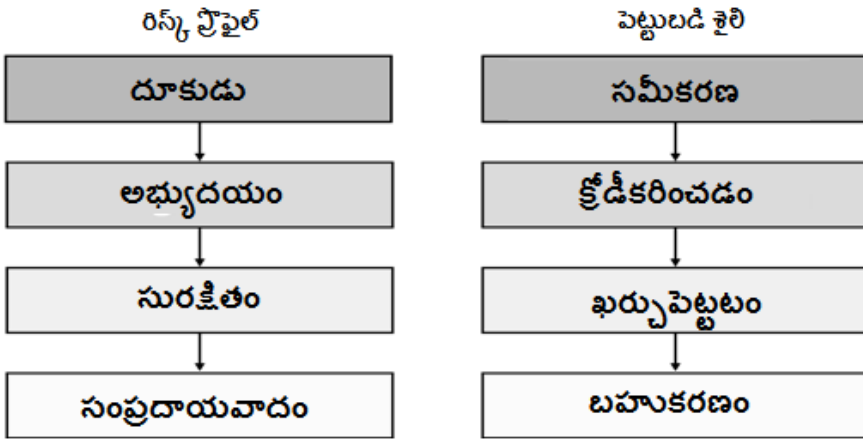 రిస్క్ ప్రొఫైల్
దూకుడు
అభ్యుదయం
సురక్షితం
సంప్రదాయవాదం
పెట్టుబడి శైలి
సమీకరణ
క్రోడీకరించడం
ఖర్చుపెట్టటం
బహుకరణం